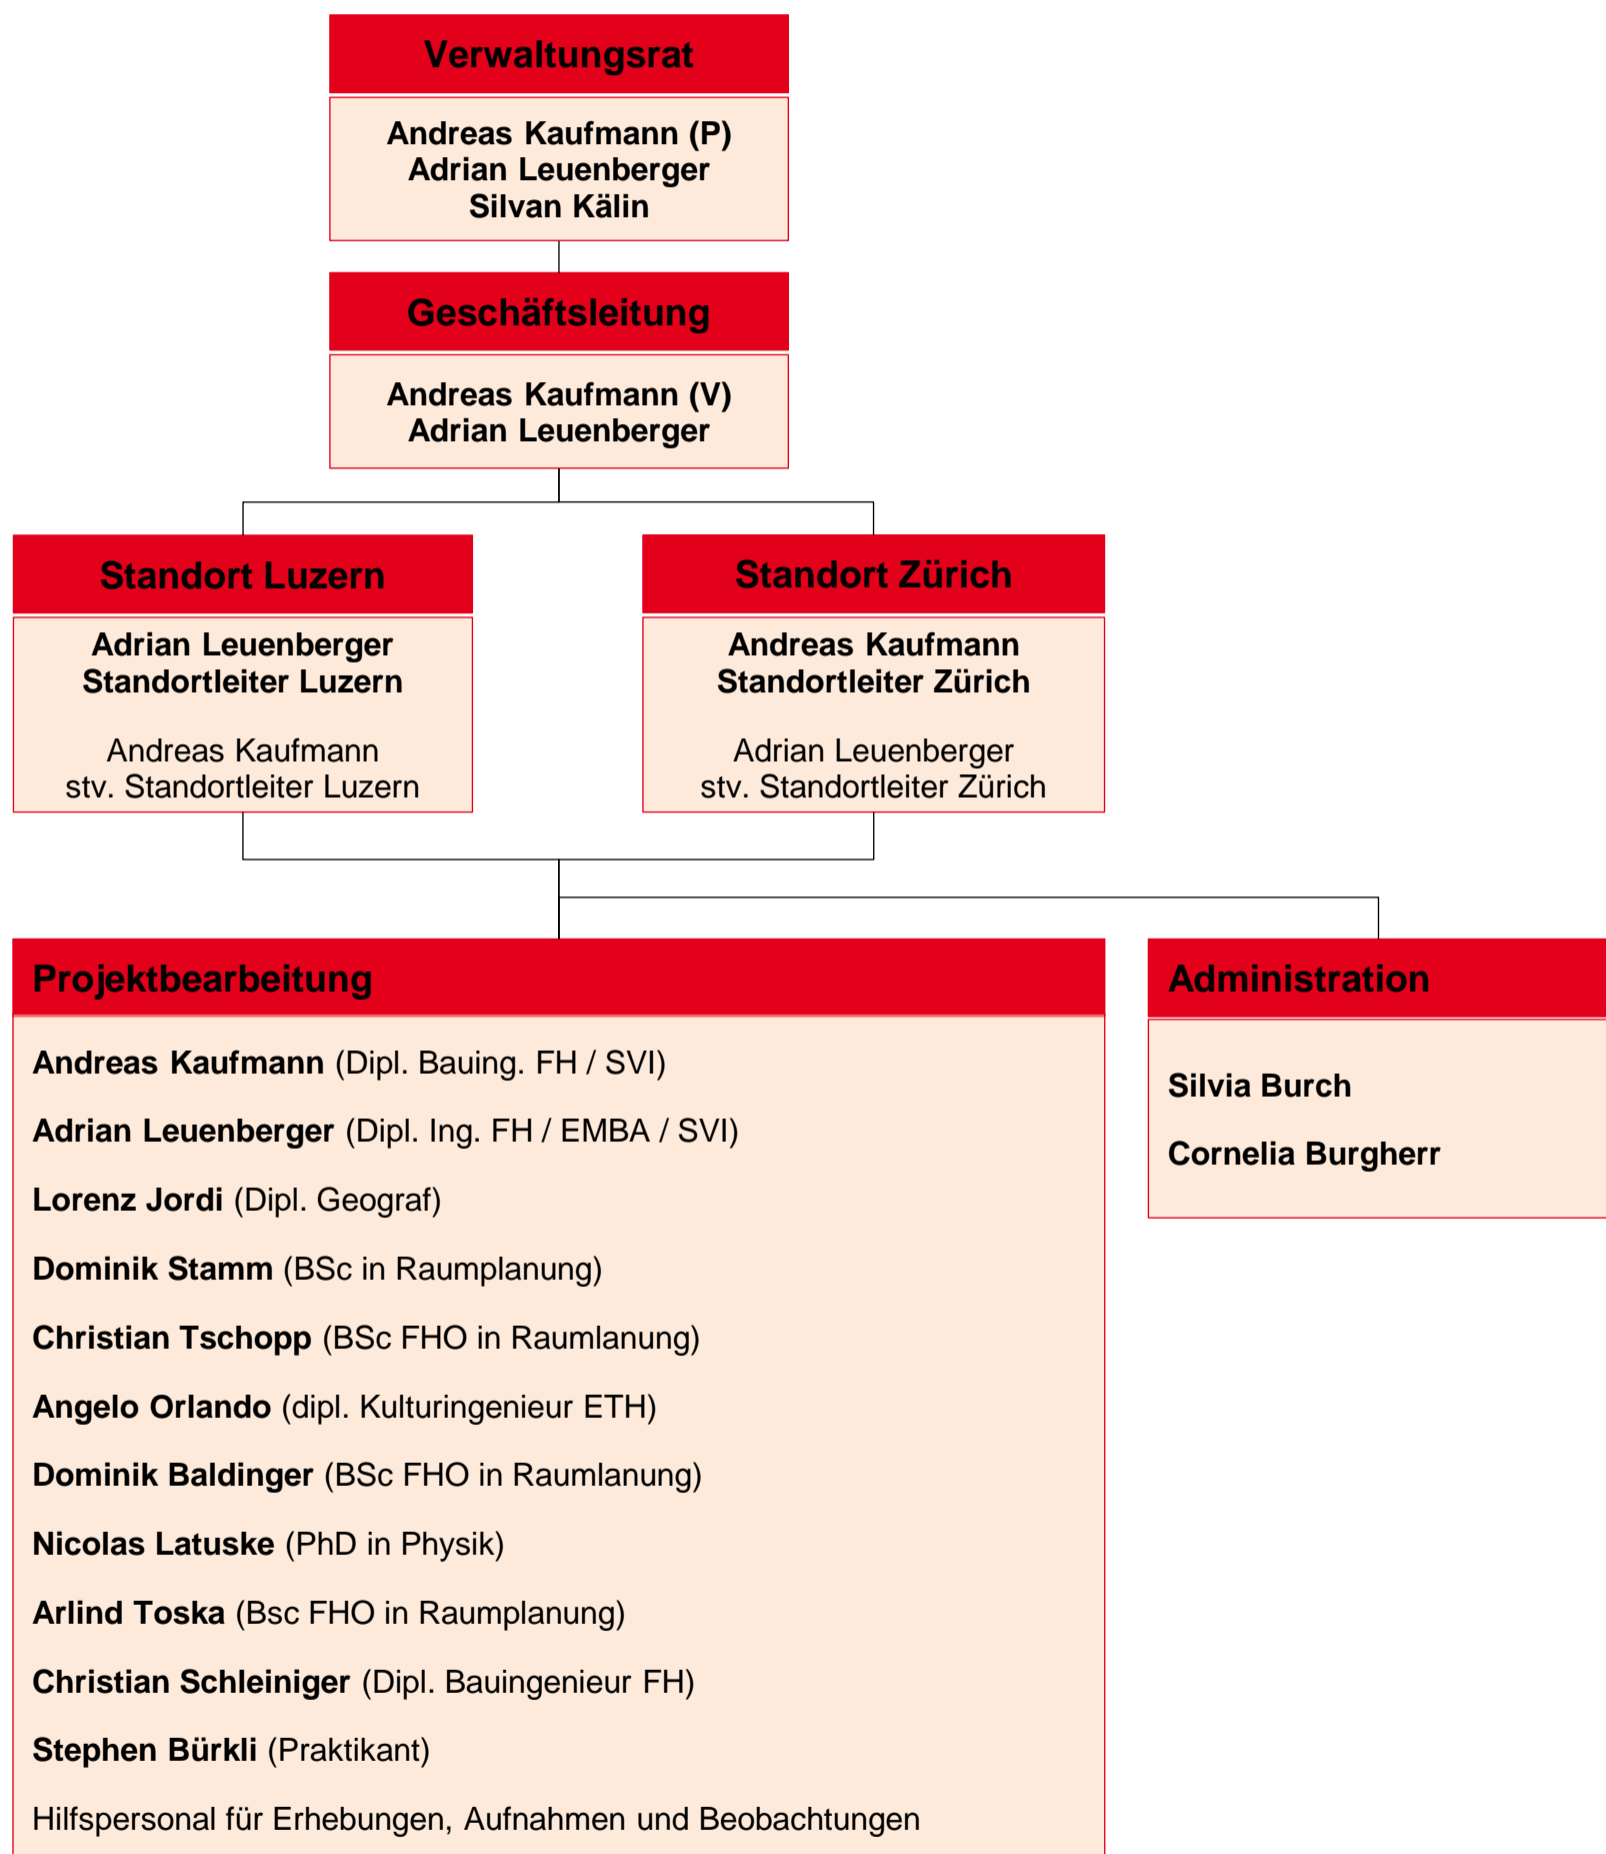 Verwaltungsrat
Andreas Kaufmann (P)
Adrian Leuenberger
Silvan Kälin
Geschäftsleitung
Andreas Kaufmann (V)
Adrian Leuenberger
Standort Luzern
Adrian Leuenberger
Standortleiter Luzern
Andreas Kaufmann
stv. Standortleiter Luzern
Standort Zürich
Andreas Kaufmann
Standortleiter Zürich
Adrian Leuenberger
stv. Standortleiter Zürich
Projektbearbeitung
Andreas Kaufmann (Dipl. Bauing. FH / SVI)
Adrian Leuenberger (Dipl. Ing. FH / EMBA / SVI)
Lorenz Jordi (Dipl. Geograf)
Dominik Stamm (BSc in Raumplanung)
Christian Tschopp (BSc FHO in Raumlanung)
Angelo Orlando (dipl. Kulturingenieur ETH)
Dominik Baldinger (BSc FHO in Raumlanung)
Nicolas Latuske (PhD in Physik)
Arlind Toska (Bsc FHO in Raumplanung)
Christian Schleiniger (Dipl. Bauingenieur FH)
Stephen Bürkli (Praktikant)
Hilfspersonal für Erhebungen, Aufnahmen und Beobachtungen
Administration
Silvia Burch
Cornelia Burgherr